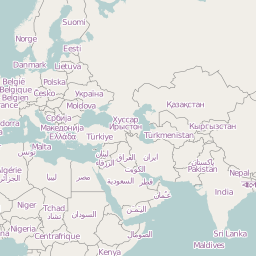 Norge
Suomi
Eesti
Danmark
Lietuva
België
Belgique
Belgien
Polska
Česko
Україна
Moldova
Србија
Македонија
Ελλάδα
Türkiye
Malta
Хуссар
Ирыстон
Қазақстан
Кыргызстан
Turkmenistan
تونس
Algérie
الجزائر
ليبيا
مصر
لبنان
العراق
ایران
الكويت
السعودية
قطر
عمان
اليمن
پاکستان
Pakistan
Nepal
India
Sri Lanka
Maldives
Niger
Tchad
تشاد
السودان
Nigeria
Centrafrique
الصومال
Kenya